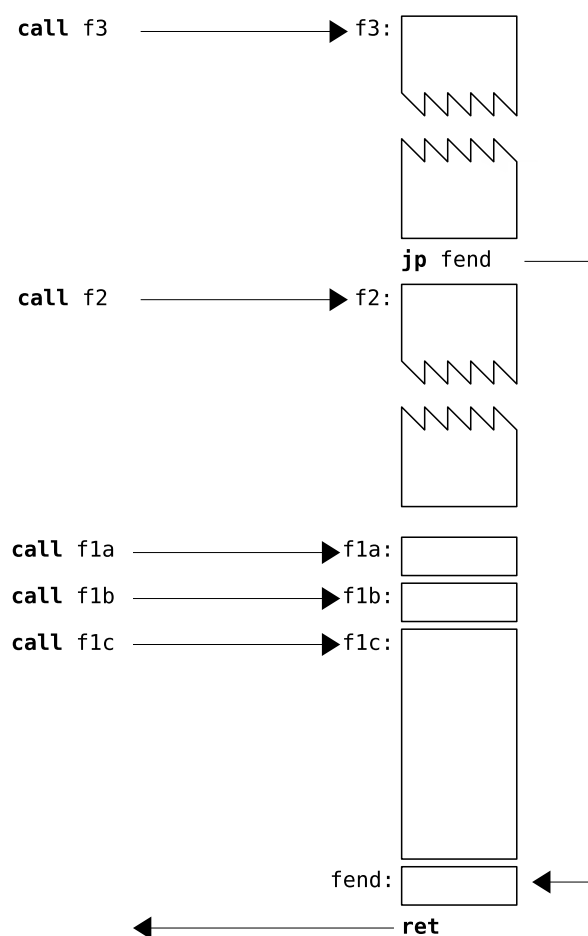 call f3 f3:
jp fend
call f2 f2:
call f1a f1a:
call f1b f1b:
call f1c f1c:
fend:
ret